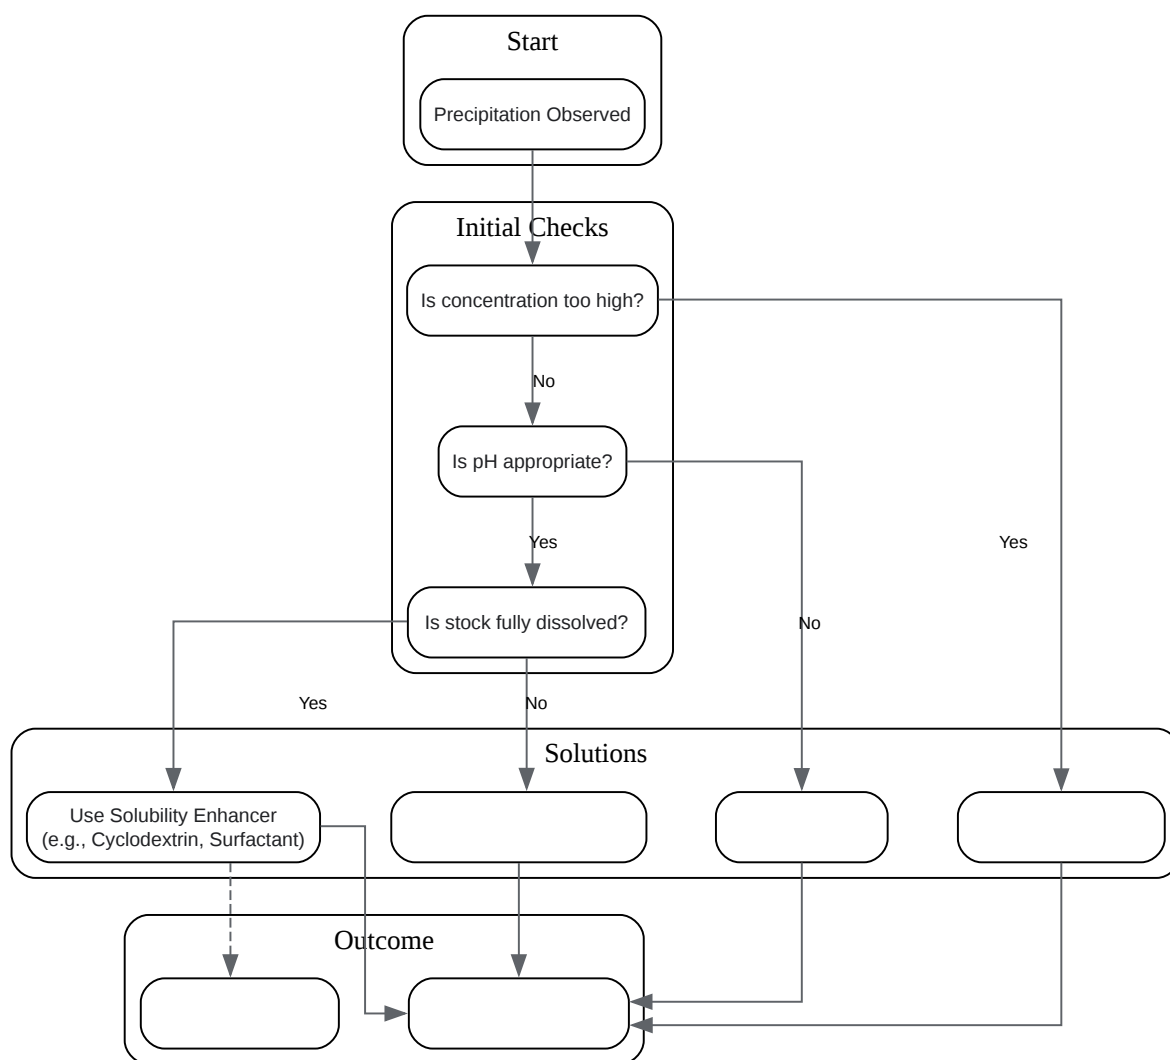 Start
Precipitation Observed
Initial Checks
Is concentration too high?
No
Is pH appropriate?
Yes
Yes
Is stock fully dissolved?
No
Yes
No
Solutions
Use Solubility Enhancer
(e.g., Cyclodextrin, Surfactant)
Outcome